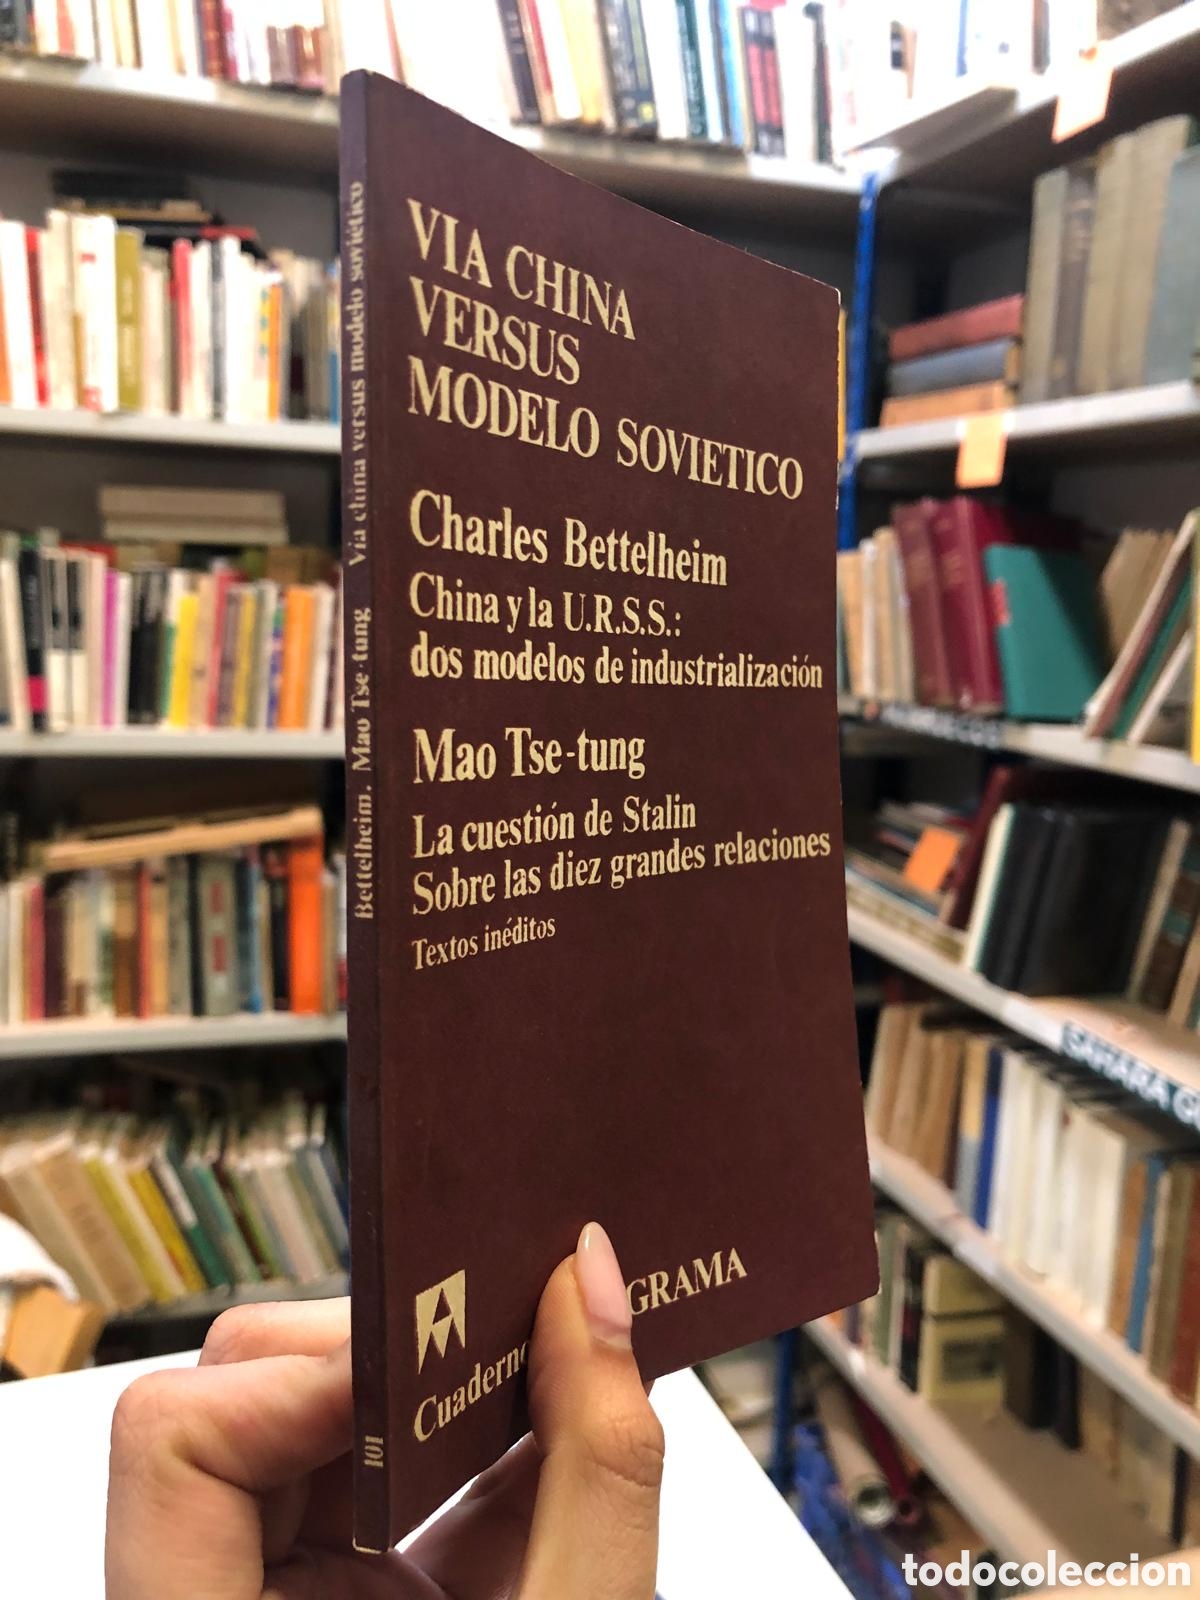 VIA CHINA
VERSUS
MODELO SOVIETICO
Charles Bettelheim
China y la U.R.S.S.:
dos modelos de industrialización
Mao Tse-tung
La cuestión de Stalin
Sobre las diez grandes relaciones
Textos inéditos
Cuaderno GRAMA
Bettelheim. Mao Tse-tung Via china versus modelo soviético
101
SAHARA
todocoleccion